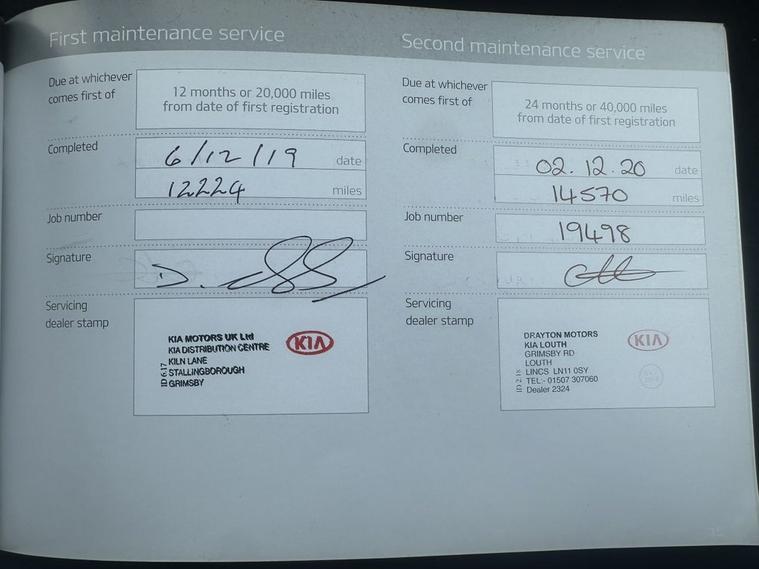 First maintenance service
Due at whichever
comes first of
12 months or 20,000 miles
from date of first registration
Completed
6/12/19 date
12224 miles
Job number
Signature
D.
Servicing
dealer stamp
KIA MOTORS UK Ltd
KIA DISTRIBUTION CENTRE
KILN LANE
STALLINGBOROUGH
GRIMSBY
ID 6.17
KIA
Second maintenance service
Due at whichever
comes first of
24 months or 40,000 miles
from date of first registration
Completed
02.12.20 date
14570 miles
Job number
19498
Signature
Servicing
dealer stamp
DRAYTON MOTORS
KIA LOUTH
GRIMSBY RD
LOUTH
LINCS LN11 0SY
TEL:- 01507 307060
Dealer 2324
KIA